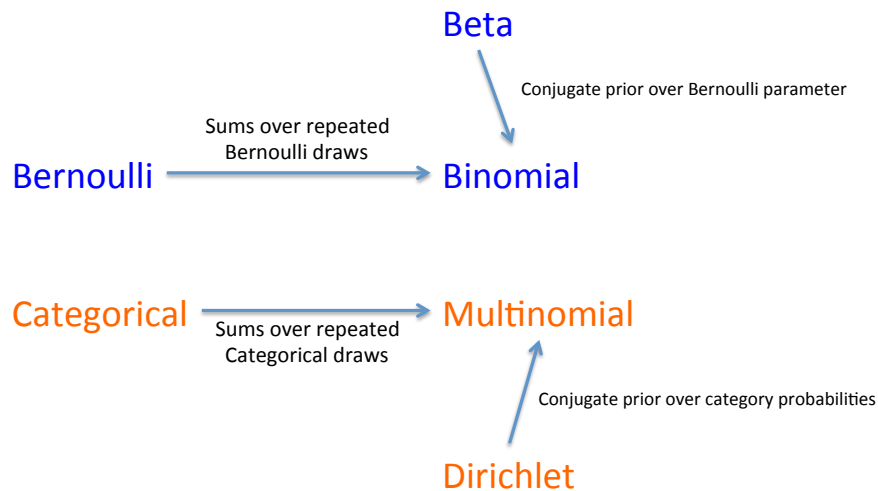 Beta
Conjugate prior over Bernoulli parameter
Sums over repeated
Bernoulli draws
Bernoulli
Binomial
Categorical
Multinomial
Sums over repeated
Categorical draws
Conjugate prior over category probabilities
Dirichlet